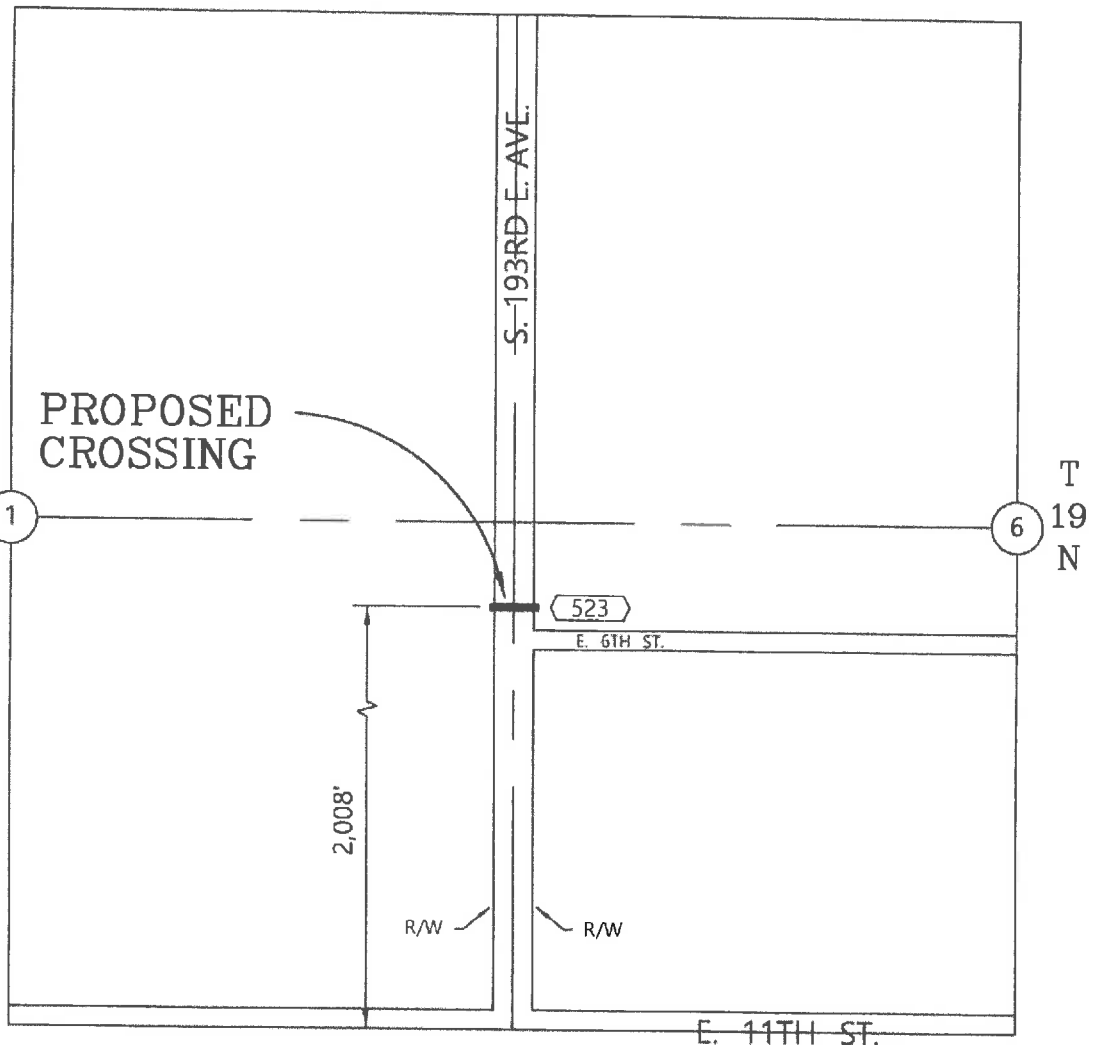 S. 193RD E. AVE.
PROPOSED
CROSSING
1
6
T
19
N
523
E. 6TH ST.
2,008'
R/W
R/W
E. 11TH ST.